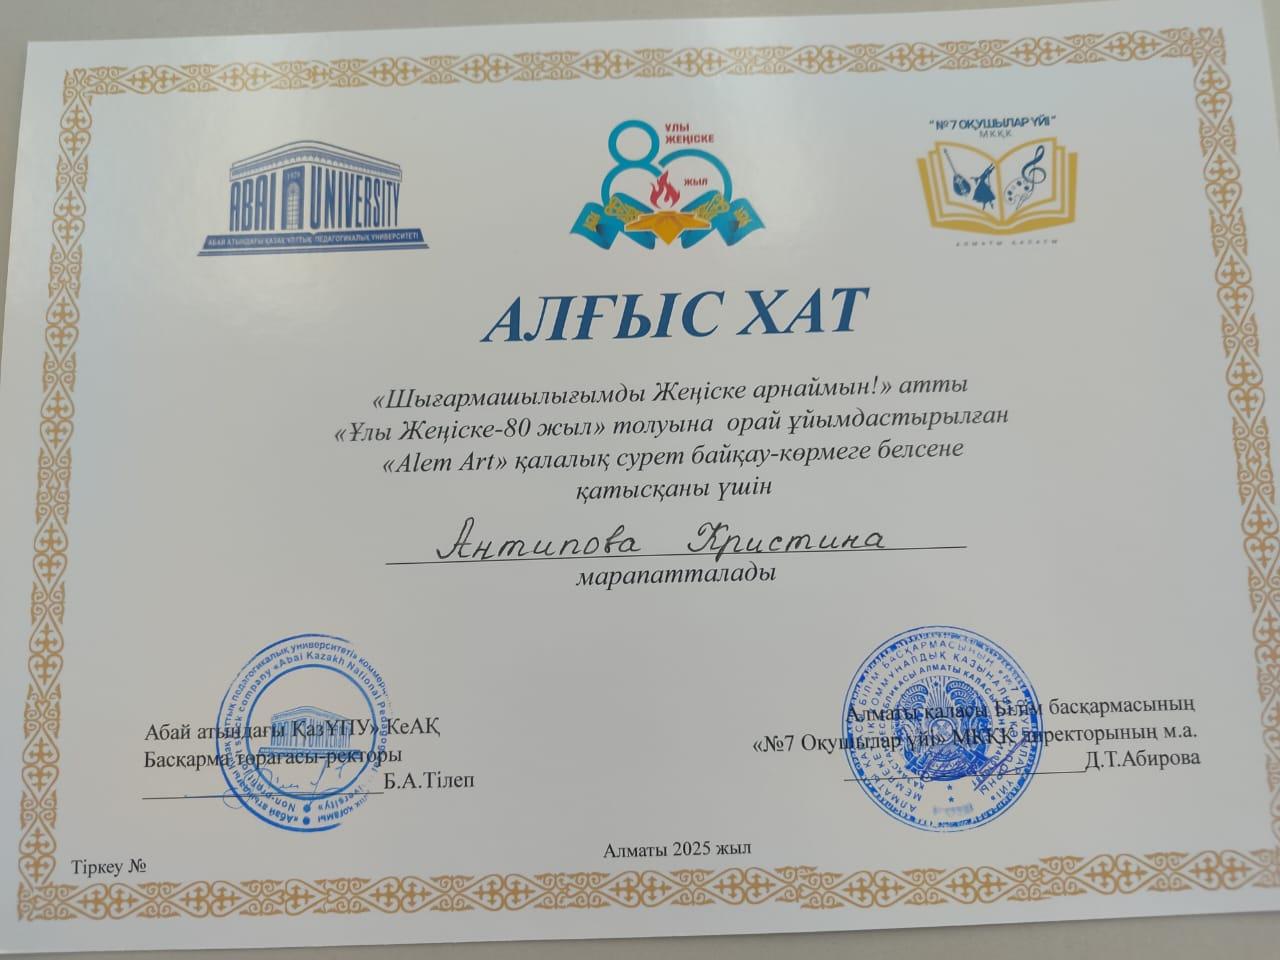 ABAI UNIVERSITY
1928
АБАЙ АТЫНДАҒЫ ҚАЗАҚ ҰЛТТЫҚ ПЕДАГОГИКАЛЫҚ УНИВЕРСИТЕТІ
80
ҰЛЫ
ЖЕҢІСКЕ
ЖЫЛ
"№7 ОҚУШЫЛАР ҮЙІ"
МКҚК
АЛМАТЫ ҚАЛАСЫ
АЛҒЫС ХАТ
«Шығармашылығымды Жеңіске арнаймын!» атты
«Ұлы Жеңіске-80 жыл» толуына орай ұйымдастырылған
«Alem Art» қалалық сурет байқау-көрмеге белсене
қатысқаны үшін
Антипова Кристина
марапатталады
Абай атындағы ҚазҰПУ» КеАҚ
Басқарма төрағасы-ректоры
Б.А.Тілеп
Алматы қаласы Білім басқармасының
«№7 Оқушылар үйі» МКҚК директорының м.а.
Д.Т.Абирова
Тіркеу №
Алматы 2025 жыл